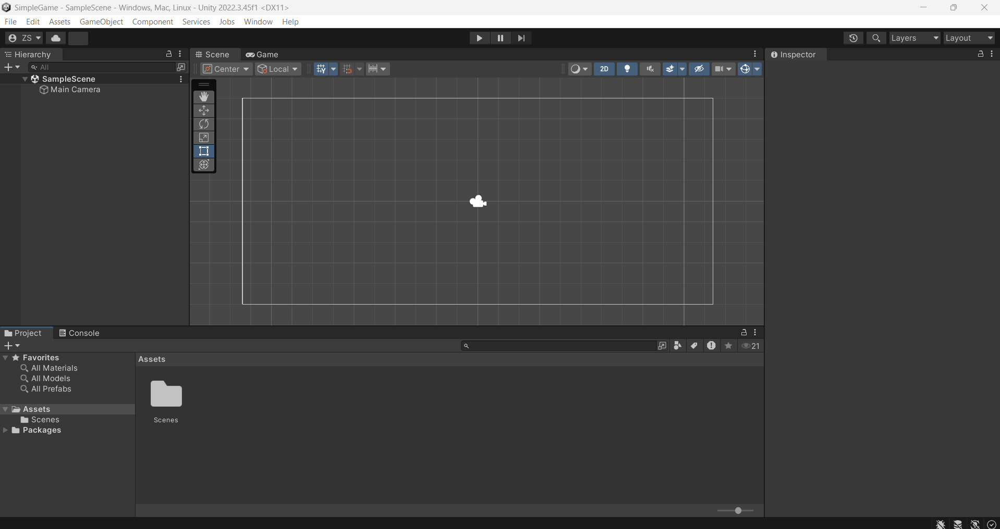 SimpleGame - SampleScene - Windows, Mac, Linux - Unity 2022.3.45f1 <DX11>
File Edit Assets GameObject Component Services Jobs Window Help
ZS Layers Layout
Hierarchy
All
SampleScene
Main Camera
Scene Game
Center Local 2D
Inspector
Project Console
21
Favorites
All Materials
All Models
All Prefabs
Assets
Scenes
Packages
Assets
Scenes